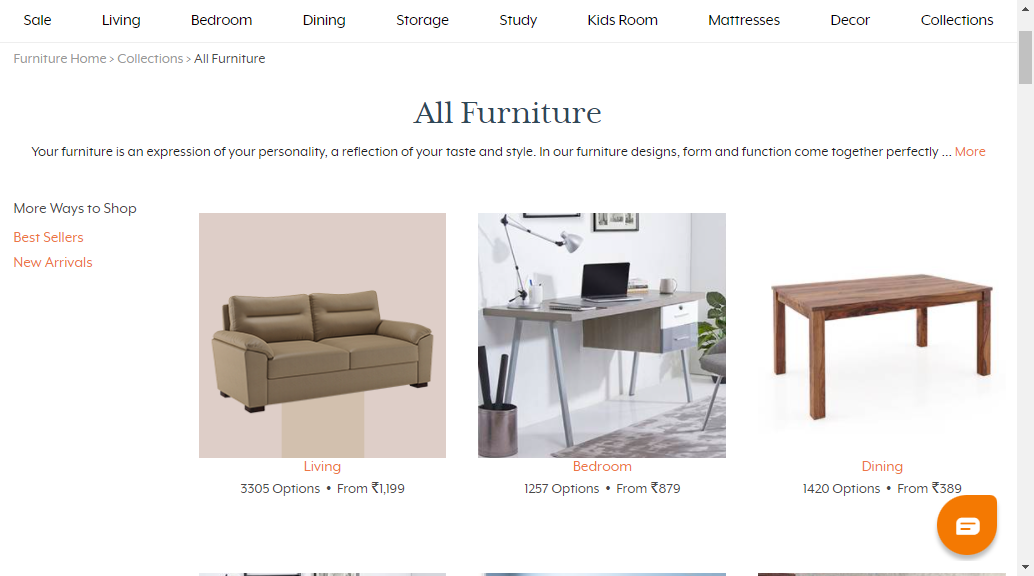 Sale Living Bedroom Dining Storage Study Kids Room Mattresses Decor Collections
Furniture Home > Collections > All Furniture
All Furniture
Your furniture is an expression of your personality, a reflection of your taste and style. In our furniture designs, form and function come together perfectly ... More
More Ways to Shop
Best Sellers
New Arrivals
Living
3305 Options • From ₹1,199
Bedroom
1257 Options • From ₹879
Dining
1420 Options • From ₹389